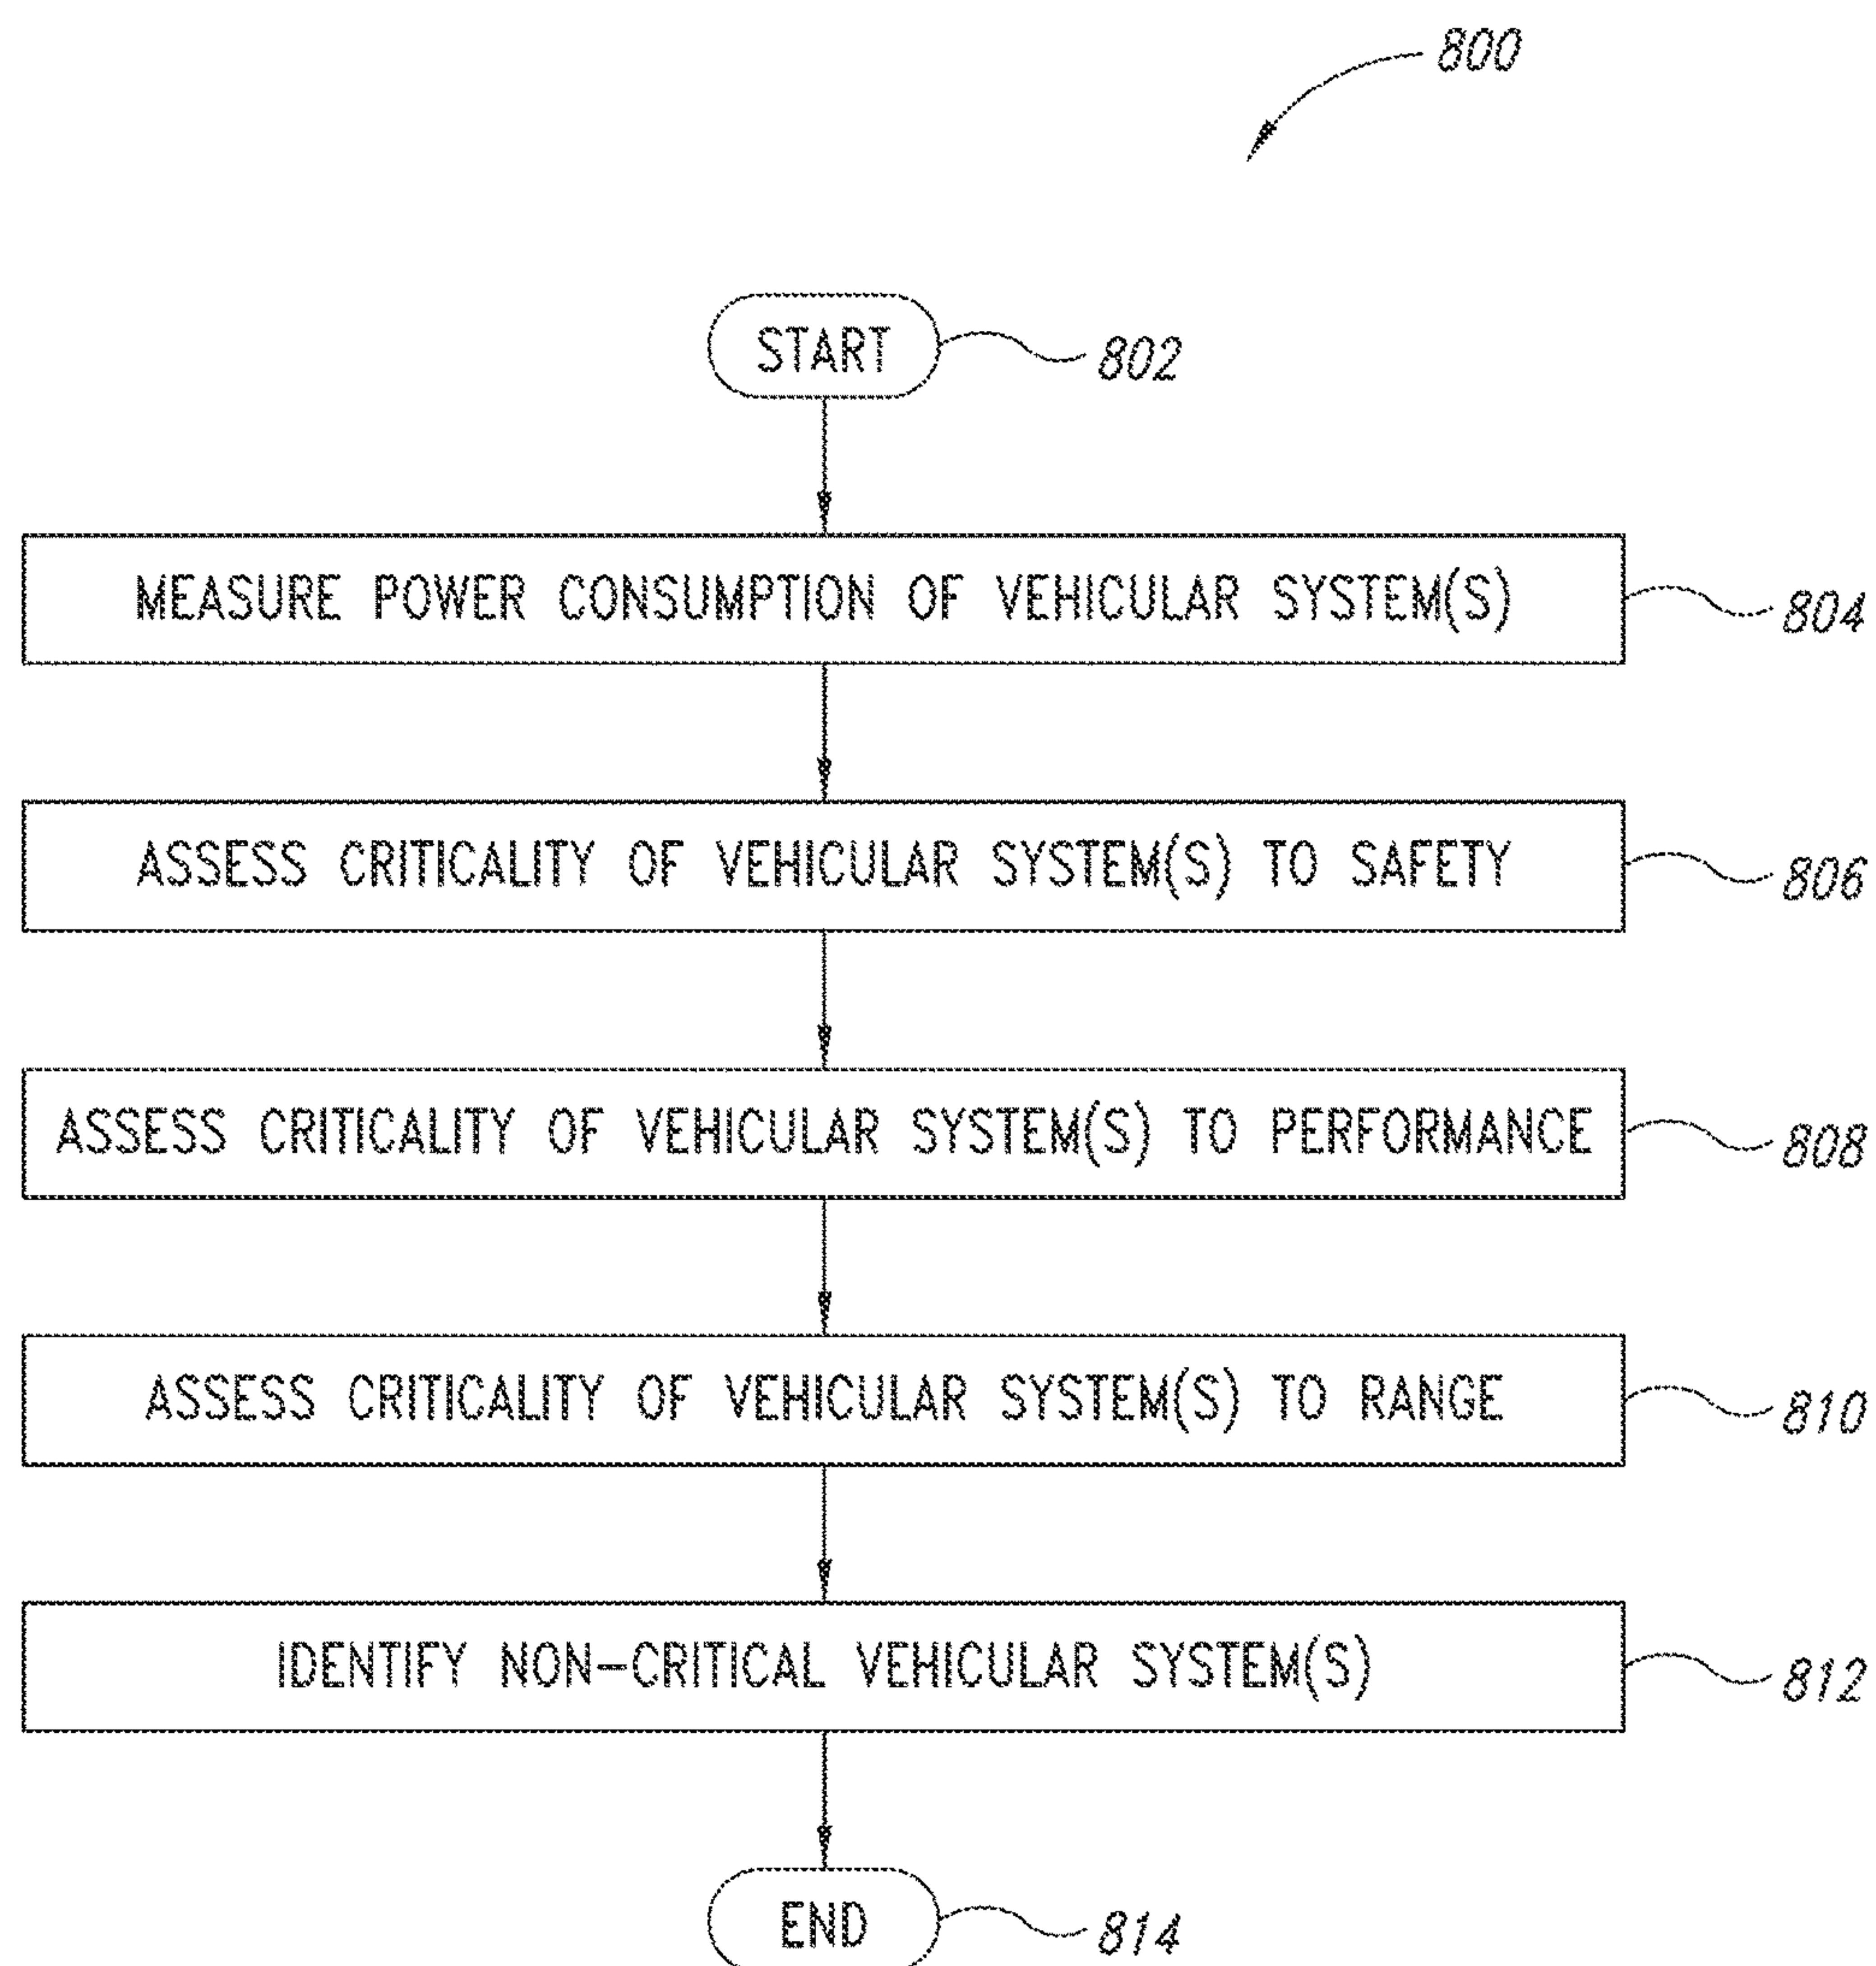 800
START
802
MEASURE POWER CONSUMPTION OF VEHICULAR SYSTEM(S)
804
ASSESS CRITICALITY OF VEHICULAR SYSTEM(S) TO SAFETY
806
ASSESS CRITICALITY OF VEHICULAR SYSTEM(S) TO PERFORMANCE
808
ASSESS CRITICALITY OF VEHICULAR SYSTEM(S) TO RANGE
810
IDENTIFY NON-CRITICAL VEHICULAR SYSTEM(S)
812
END
814